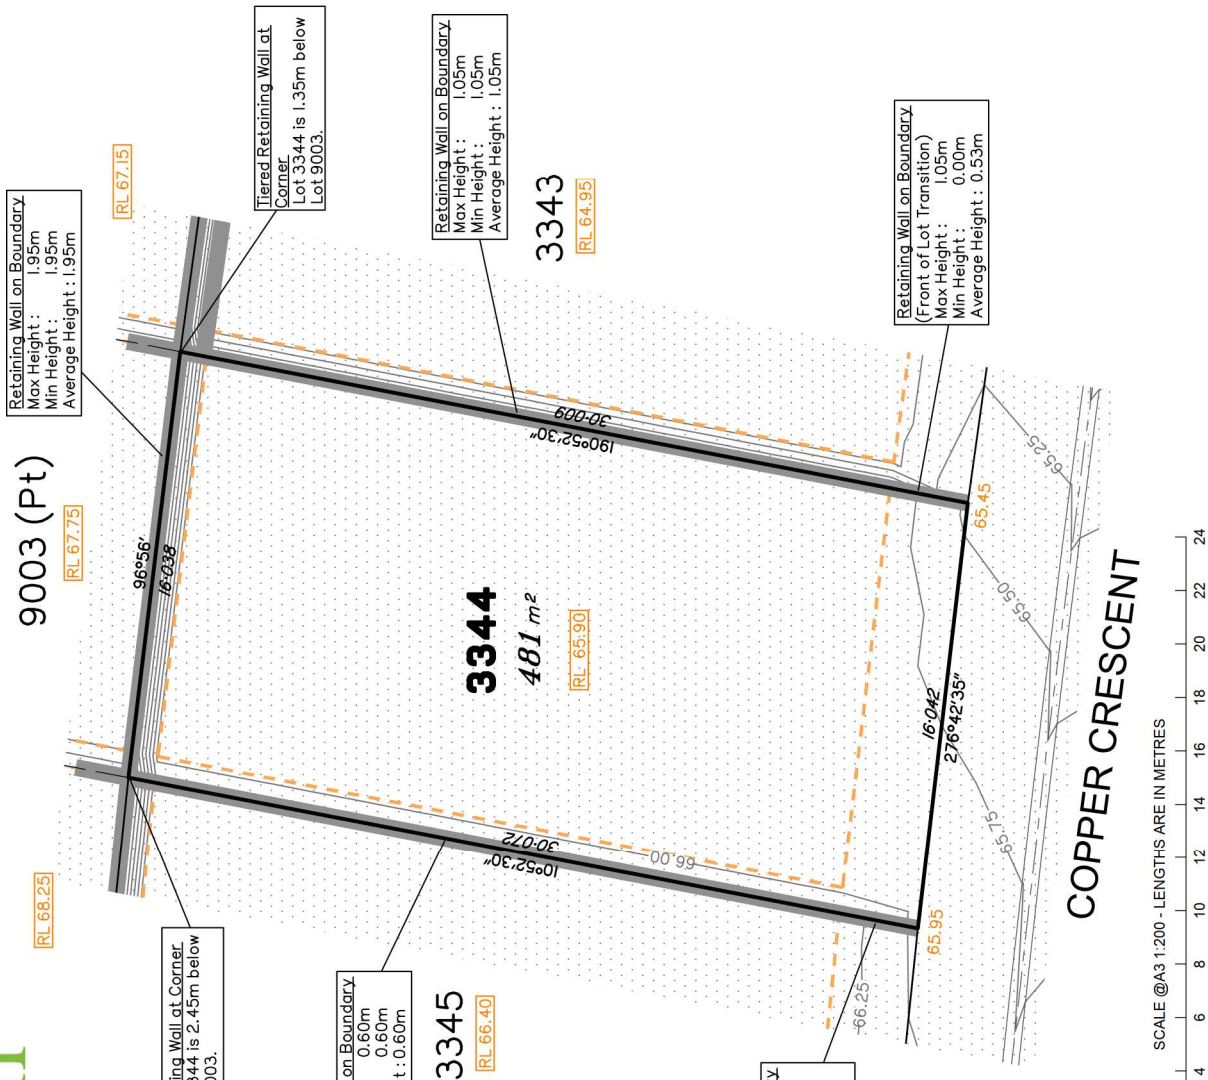 RL 67.15
Retaining Wall on Boundary
Max Height : 1.95m
Min Height : 1.95m
Average Height : 1.95m
Tiered Retaining Wall at
Corner
Lot 3344 is 1.35m below
Lot 9003.
Retaining Wall on Boundary
Max Height : 1.05m
Min Height : 1.05m
Average Height : 1.05m
9003 (Pt)
RL 67.75
96°56'
16·038
3343
RL 64.95
30·009
190°52'30"
Retaining Wall on Boundary
(Front of Lot Transition)
Max Height : 1.05m
Min Height : 0.00m
Average Height : 0.53m
3344
481 m²
RL 65.90
65.45
65.25
65.50
16·042
276°42'35"
65.75
COPPER CRESCENT
RL 68.25
ing Wall at Corner
44 is 2.45m below
003.
on Boundary
0.60m
0.60m
t : 0.60m
30·072
10°52'30"
66.00
3345
RL 66.40
65.95
66.25
y
SCALE @A3 1:200 - LENGTHS ARE IN METRES
4 6 8 10 12 14 16 18 20 22 24